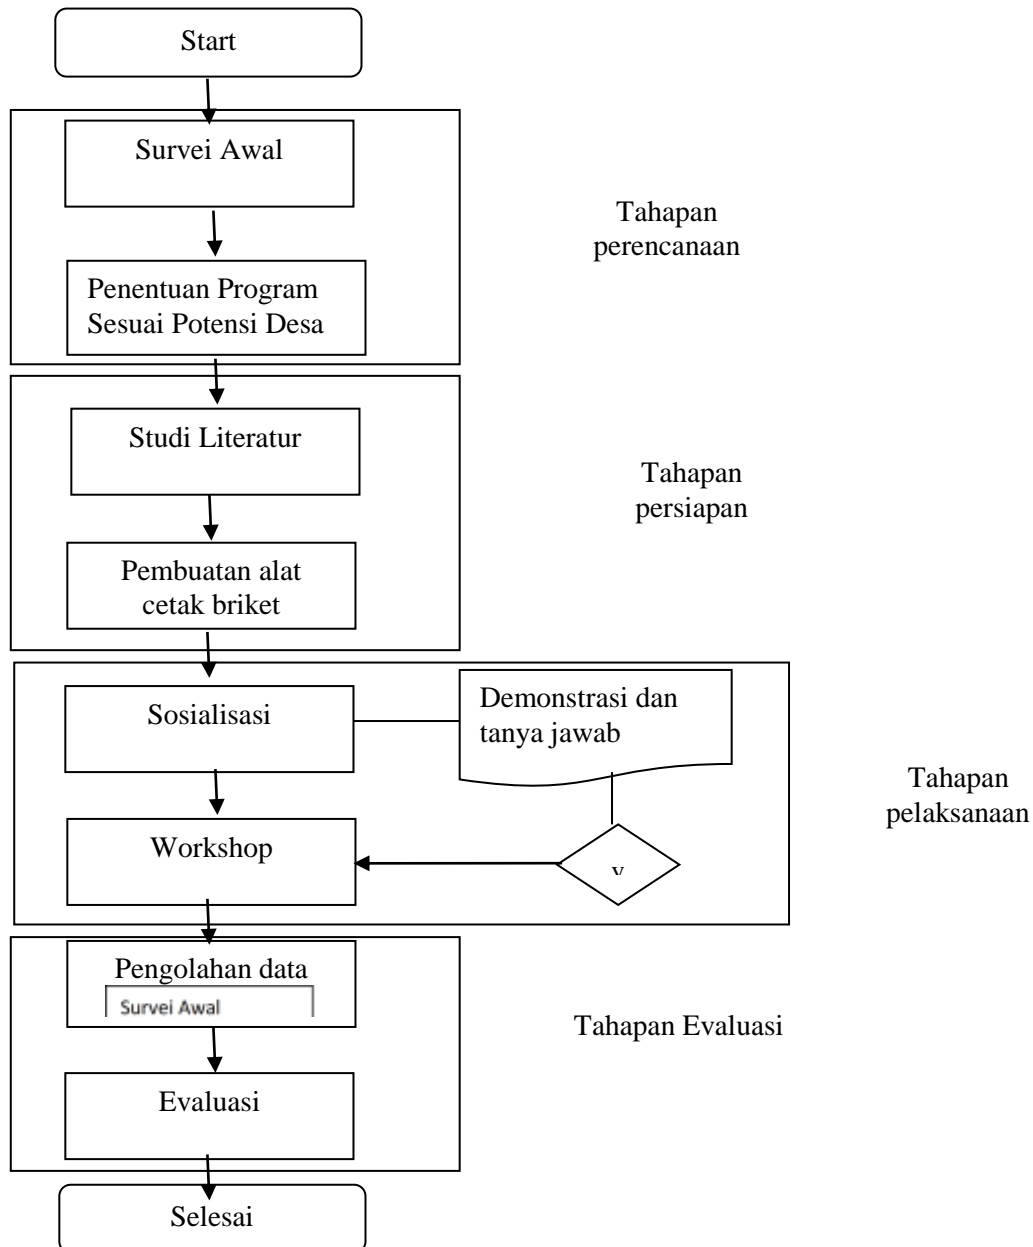 Start
Survei Awal
Tahapan
perencanaan
Penentuan Program
Sesuai Potensi Desa
Studi Literatur
Tahapan
persiapan
Pembuatan alat
cetak briket
Sosialisasi
Demonstrasi dan
tanya jawab
Tahapan
pelaksanaan
Workshop
Pengolahan data
Survei Awal
Tahapan Evaluasi
Evaluasi
Selesai